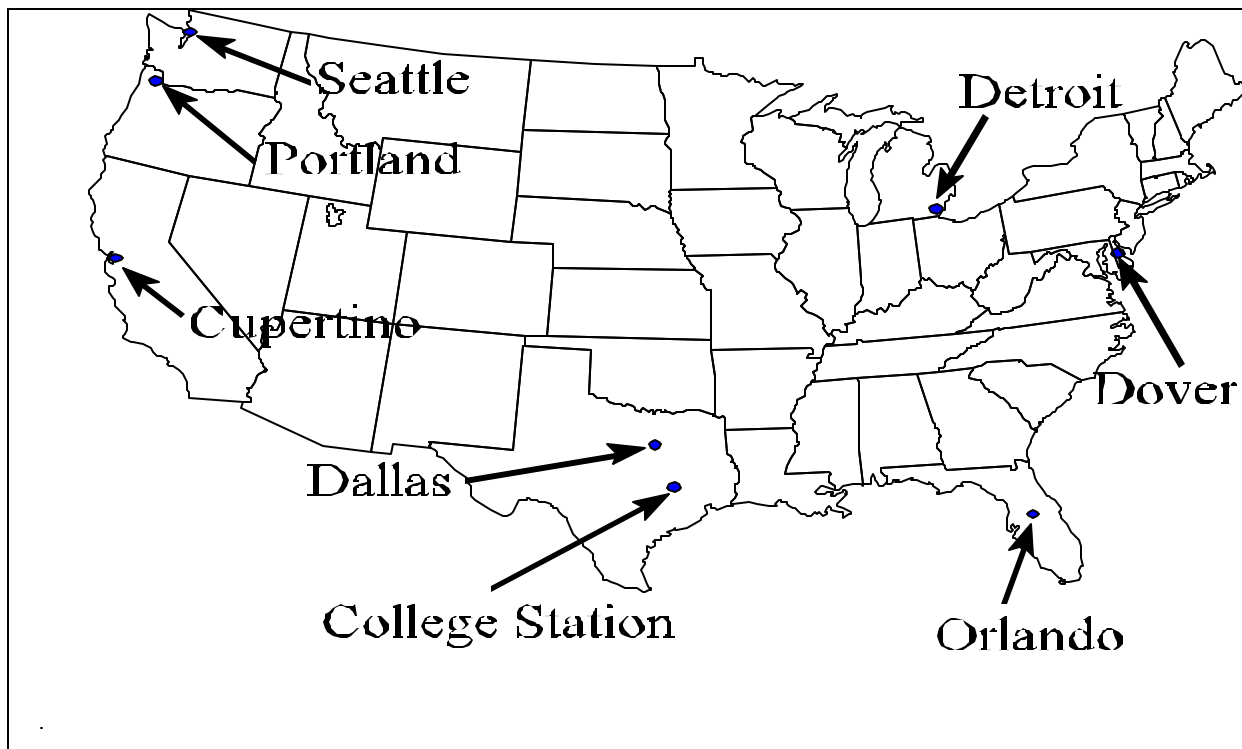 Seattle
Detroit
Portland
Cupertino
Dover
Dallas
College Station
Orlando